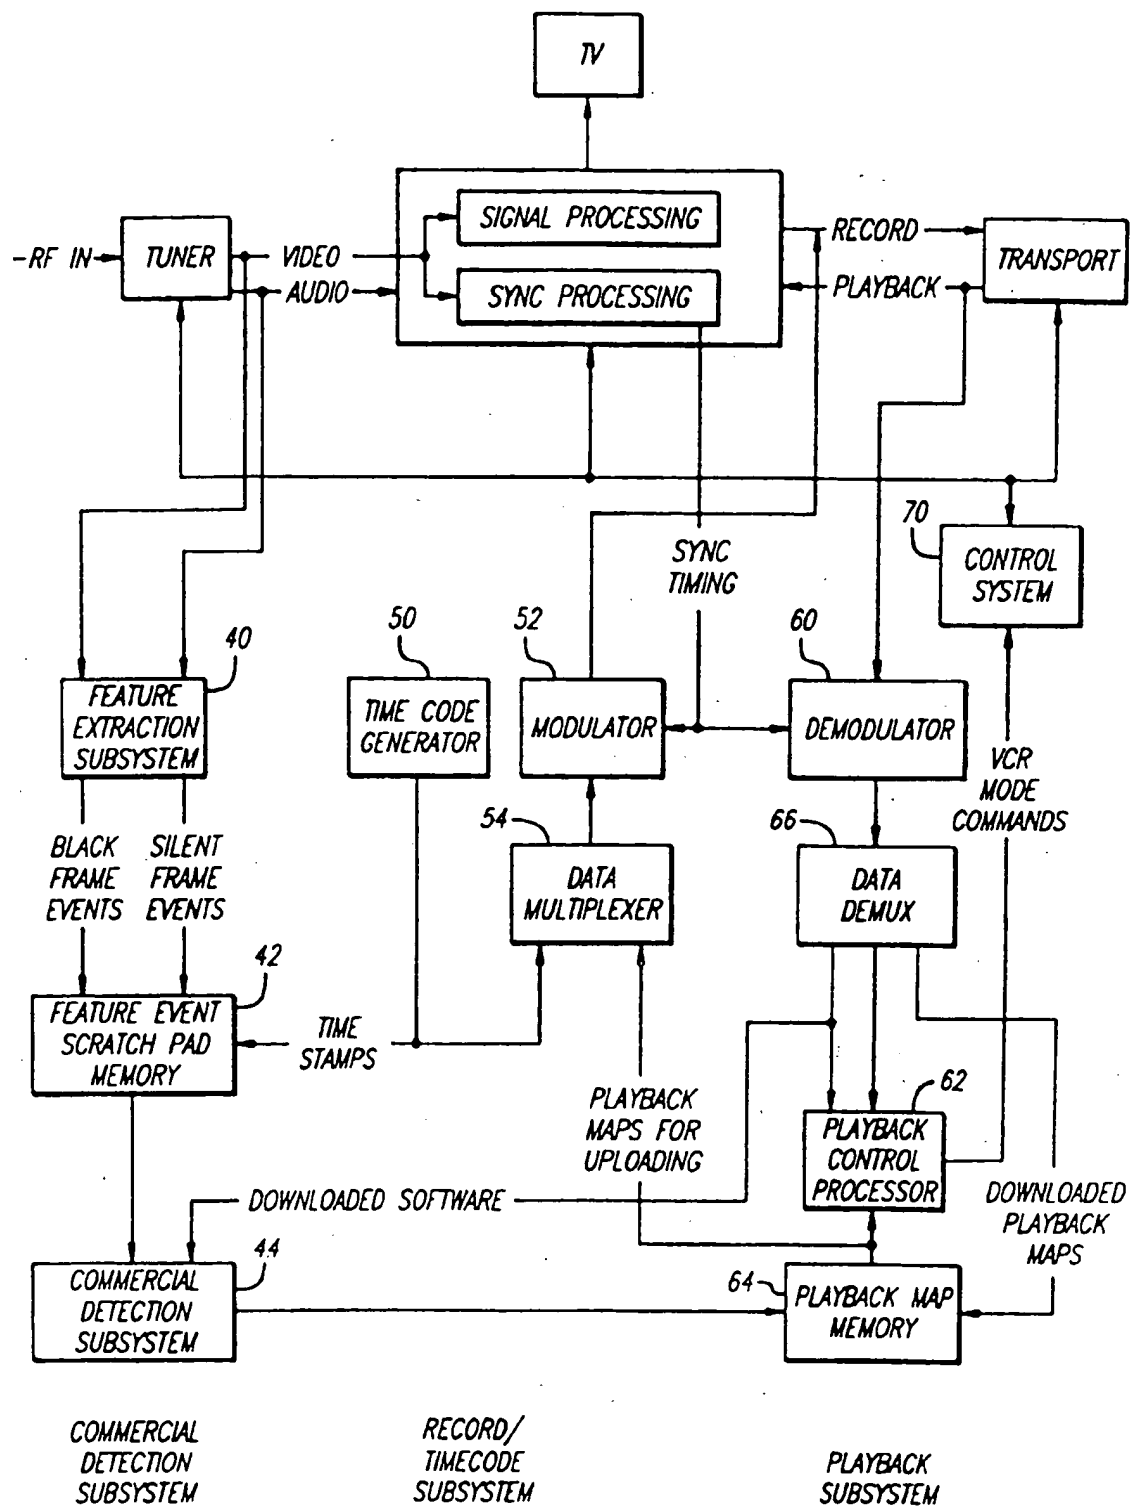 TV
SIGNAL PROCESSING
SYNC PROCESSING
RF IN
TUNER
VIDEO
AUDIO
RECORD
PLAYBACK
TRANSPORT
70
CONTROL
SYSTEM
SYNC
TIMING
40
FEATURE
EXTRACTION
SUBSYSTEM
50
TIME CODE
GENERATOR
52
MODULATOR
60
DEMODULATOR
VCR
MODE
COMMANDS
BLACK
FRAME
EVENTS
SILENT
FRAME
EVENTS
54
DATA
MULTIPLEXER
66
DATA
DEMUX
42
FEATURE EVENT
SCRATCH PAD
MEMORY
TIME
STAMPS
PLAYBACK
MAPS FOR
UPLOADING
62
PLAYBACK
CONTROL
PROCESSOR
DOWNLOADED
PLAYBACK
MAPS
DOWNLOADED SOFTWARE
44
COMMERCIAL
DETECTION
SUBSYSTEM
64
PLAYBACK MAP
MEMORY
COMMERCIAL
DETECTION
SUBSYSTEM
RECORD/
TIMECODE
SUBSYSTEM
PLAYBACK
SUBSYSTEM